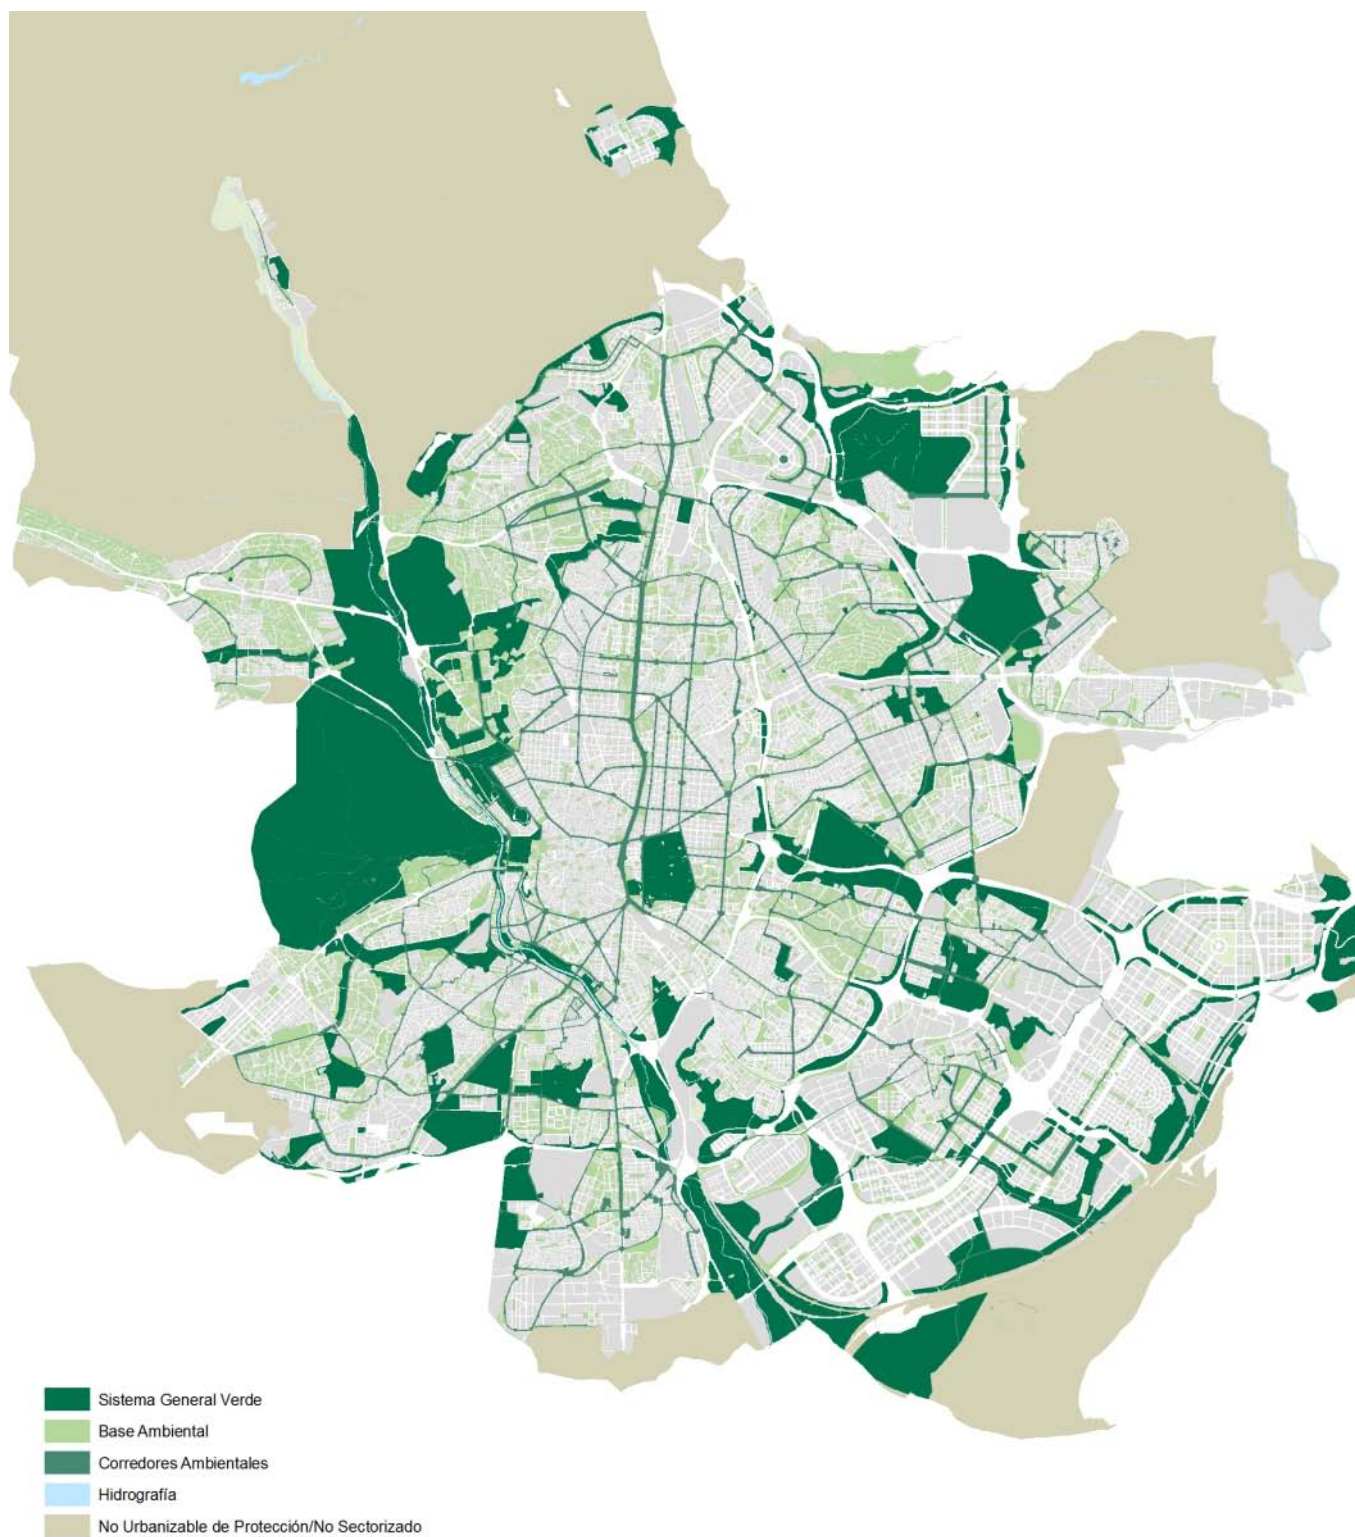 Sistema General Verde
Base Ambiental
Corredores Ambientales
Hidrografía
No Urbanizable de Protección/No Sectorizado